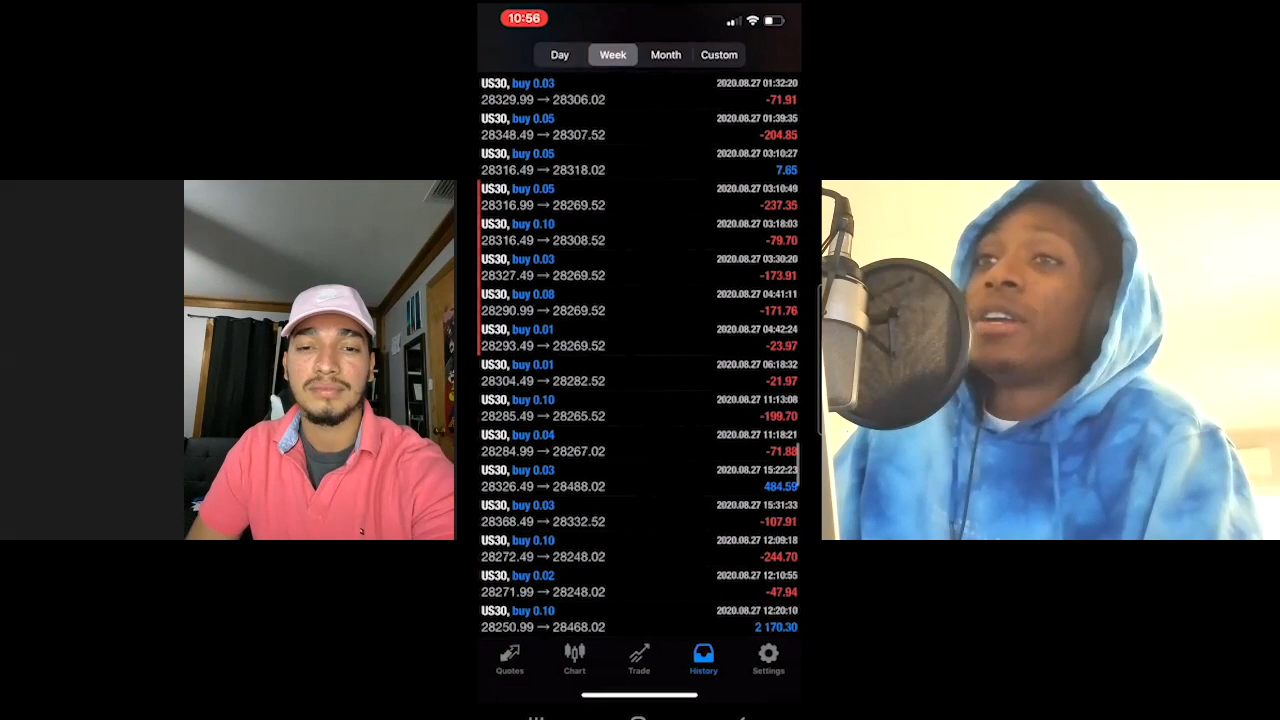 10:56
Day Week Month Custom
US30, buy 0.03 2020.08.27 01:32:20
28329.99 → 28306.02 -71.91
US30, buy 0.05 2020.08.27 01:39:35
28348.49 → 28307.52 -204.85
US30, buy 0.05 2020.08.27 03:10:27
28316.49 → 28318.02 7.65
US30, buy 0.05 2020.08.27 03:10:49
28316.99 → 28269.52 -237.35
US30, buy 0.10 2020.08.27 03:18:03
28316.49 → 28308.52 -79.70
US30, buy 0.03 2020.08.27 03:30:20
28327.49 → 28269.52 -173.91
US30, buy 0.08 2020.08.27 04:41:11
28290.99 → 28269.52 -171.76
US30, buy 0.01 2020.08.27 04:42:24
28293.49 → 28269.52 -23.97
US30, buy 0.01 2020.08.27 06:18:32
28304.49 → 28282.52 -21.97
US30, buy 0.10 2020.08.27 11:13:08
28285.49 → 28265.52 -199.70
US30, buy 0.04 2020.08.27 11:18:21
28284.99 → 28267.02 -71.88
US30, buy 0.03 2020.08.27 15:22:23
28326.49 → 28488.02 484.59
US30, buy 0.03 2020.08.27 15:31:33
28368.49 → 28332.52 -107.91
US30, buy 0.10 2020.08.27 12:09:18
28272.49 → 28248.02 -244.70
US30, buy 0.02 2020.08.27 12:10:55
28271.99 → 28248.02 -47.94
US30, buy 0.10 2020.08.27 12:20:10
28250.99 → 28468.02 2 170.30
Quotes Chart Trade History Settings